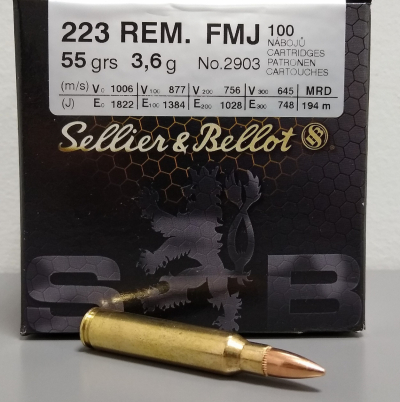 223 REM. FMJ 100
NÁBOJŮ
CARTRIDGES
PATRONEN
CARTOUCHES
55 grs 3,6 g No.2903
(m/s) V0 1006 V100 877 V200 756 V300 645 MRD
(J) E0 1822 E100 1384 E200 1028 E300 748 194 m
Sellier & Bellot
S B